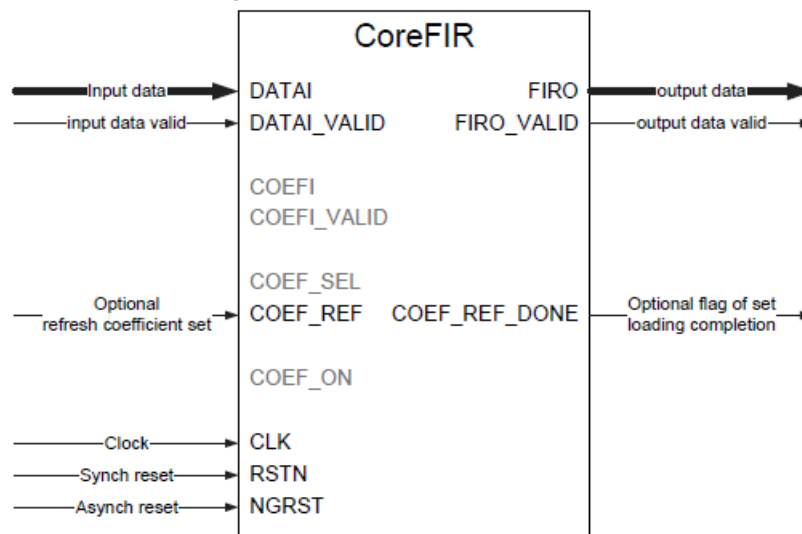 CoreFIR
Input data DATAI FIRO output data
input data valid DATAI_VALID FIRO_VALID output data valid
COEFI
COEFI_VALID
COEF_SEL
Optional
refresh coefficient set COEF_REF COEF_REF_DONE Optional flag of set
loading completion
COEF_ON
Clock CLK
Synch reset RSTN
Asynch reset NGRST